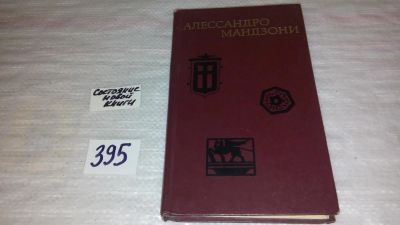 АЛЕССАНДРО
МАНДЗОНИ
Состояние
новой
книги
395